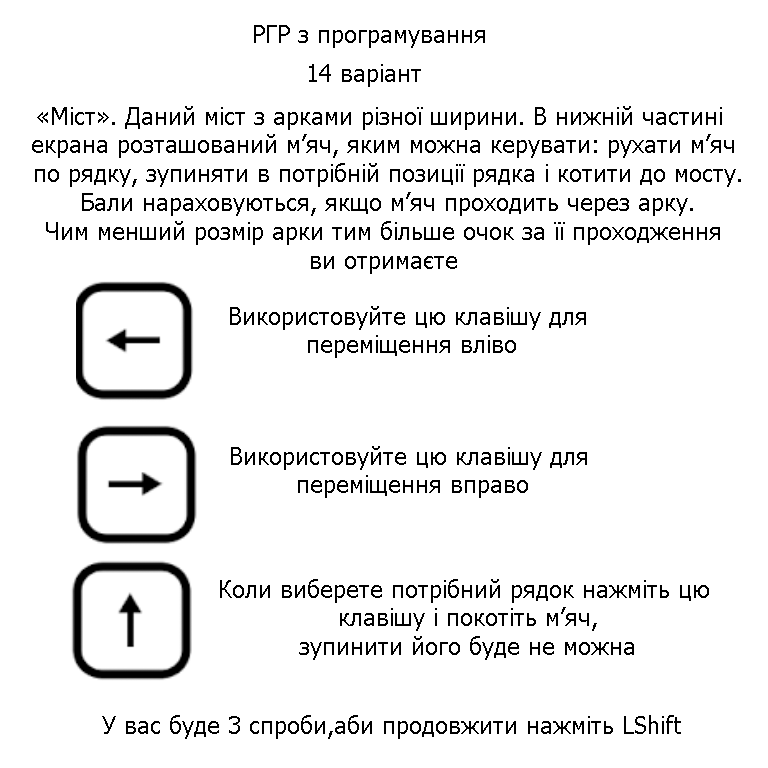 РГР з програмування
14 варіант
«Міст». Даний міст з арками різної ширини. В нижній частині
екрана розташований м’яч, яким можна керувати: рухати м’яч
по рядку, зупиняти в потрібній позиції рядка і котити до мосту.
Бали нараховуються, якщо м’яч проходить через арку.
Чим менший розмір арки тим більше очок за її проходження
ви отримаєте
Використовуйте цю клавішу для
переміщення вліво
Використовуйте цю клавішу для
переміщення вправо
Коли виберете потрібний рядок нажміть цю
клавішу і покотіть м’яч,
зупинити його буде не можна
У вас буде 3 спроби,аби продовжити нажміть LShift